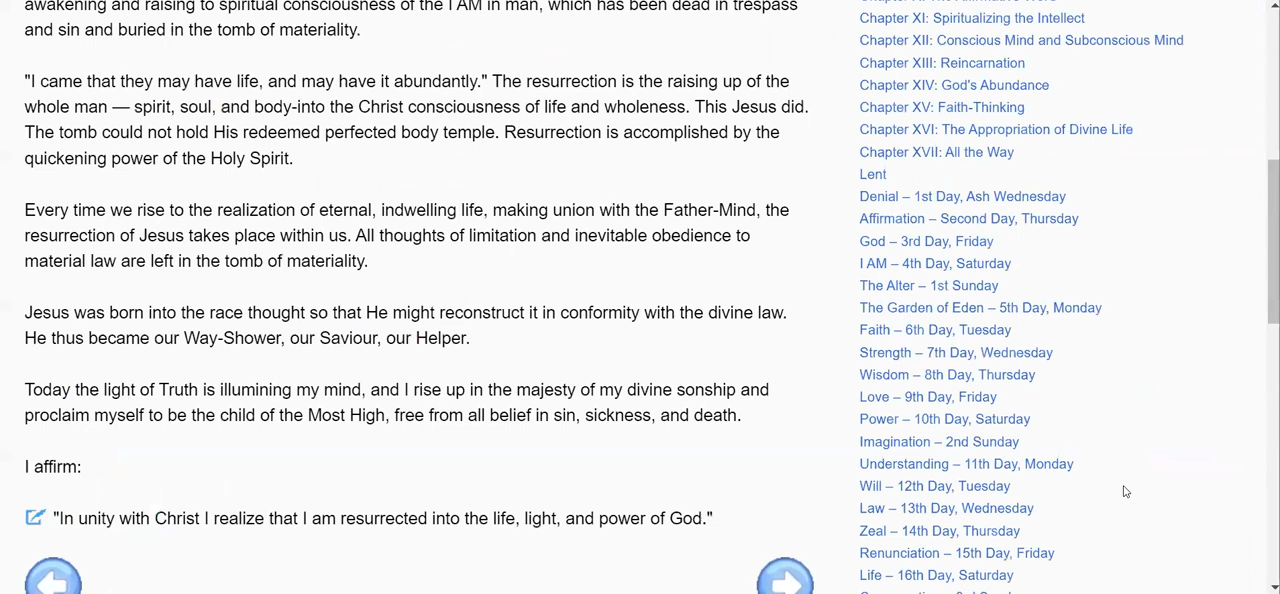 awakening and raising to spiritual consciousness of the I AM in man, which has been dead in trespass
and sin and buried in the tomb of materiality.
"I came that they may have life, and may have it abundantly." The resurrection is the raising up of the
whole man — spirit, soul, and body-into the Christ consciousness of life and wholeness. This Jesus did.
The tomb could not hold His redeemed perfected body temple. Resurrection is accomplished by the
quickening power of the Holy Spirit.
Every time we rise to the realization of eternal, indwelling life, making union with the Father-Mind, the
resurrection of Jesus takes place within us. All thoughts of limitation and inevitable obedience to
material law are left in the tomb of materiality.
Jesus was born into the race thought so that He might reconstruct it in conformity with the divine law.
He thus became our Way-Shower, our Saviour, our Helper.
Today the light of Truth is illumining my mind, and I rise up in the majesty of my divine sonship and
proclaim myself to be the child of the Most High, free from all belief in sin, sickness, and death.
I affirm:
"In unity with Christ I realize that I am resurrected into the life, light, and power of God."
Chapter XI: Spiritualizing the Intellect
Chapter XII: Conscious Mind and Subconscious Mind
Chapter XIII: Reincarnation
Chapter XIV: God's Abundance
Chapter XV: Faith-Thinking
Chapter XVI: The Appropriation of Divine Life
Chapter XVII: All the Way
Lent
Denial – 1st Day, Ash Wednesday
Affirmation – Second Day, Thursday
God – 3rd Day, Friday
I AM – 4th Day, Saturday
The Alter – 1st Sunday
The Garden of Eden – 5th Day, Monday
Faith – 6th Day, Tuesday
Strength – 7th Day, Wednesday
Wisdom – 8th Day, Thursday
Love – 9th Day, Friday
Power – 10th Day, Saturday
Imagination – 2nd Sunday
Understanding – 11th Day, Monday
Will – 12th Day, Tuesday
Law – 13th Day, Wednesday
Zeal – 14th Day, Thursday
Renunciation – 15th Day, Friday
Life – 16th Day, Saturday